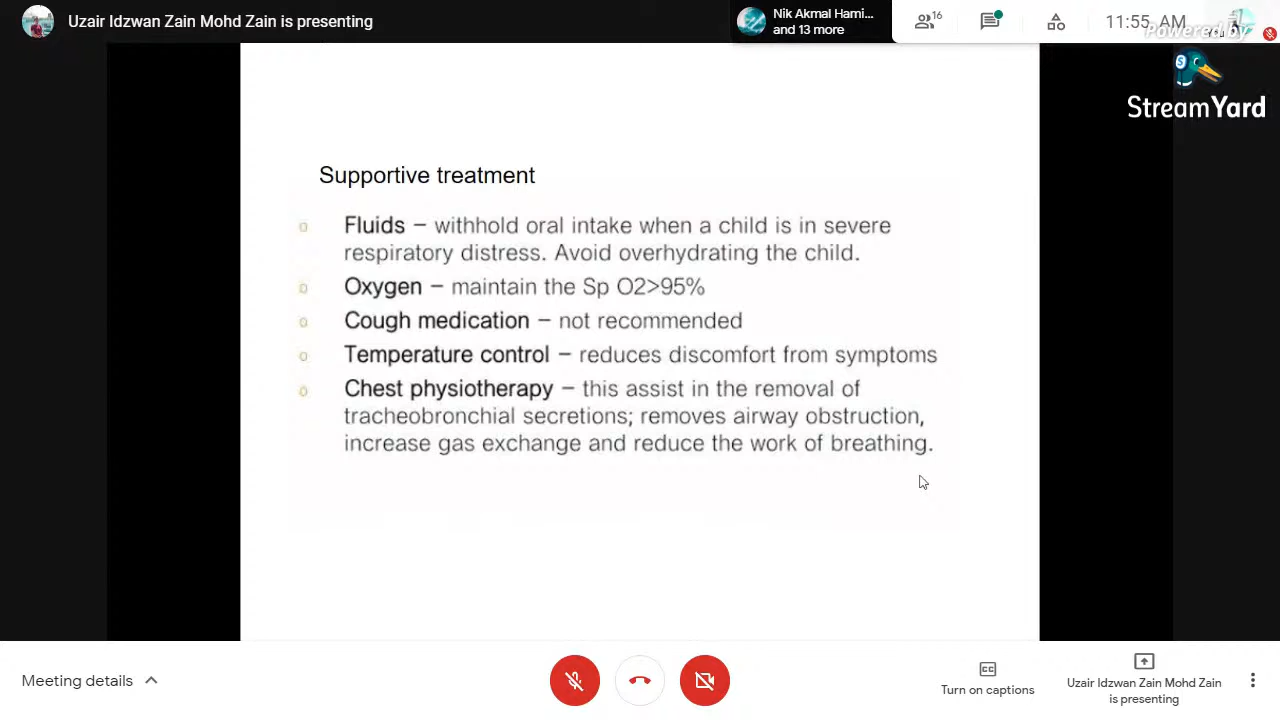 Uzair Idzwan Zain Mohd Zain is presenting
Nik Akmal Hami...
and 13 more
16
11:55 AM
Powered by
StreamYard
Supportive treatment
o Fluids – withhold oral intake when a child is in severe
respiratory distress. Avoid overhydrating the child.
o Oxygen – maintain the Sp O2>95%
o Cough medication – not recommended
o Temperature control – reduces discomfort from symptoms
o Chest physiotherapy – this assist in the removal of
tracheobronchial secretions; removes airway obstruction,
increase gas exchange and reduce the work of breathing.
Meeting details
CC
Turn on captions
Uzair Idzwan Zain Mohd Zain
is presenting